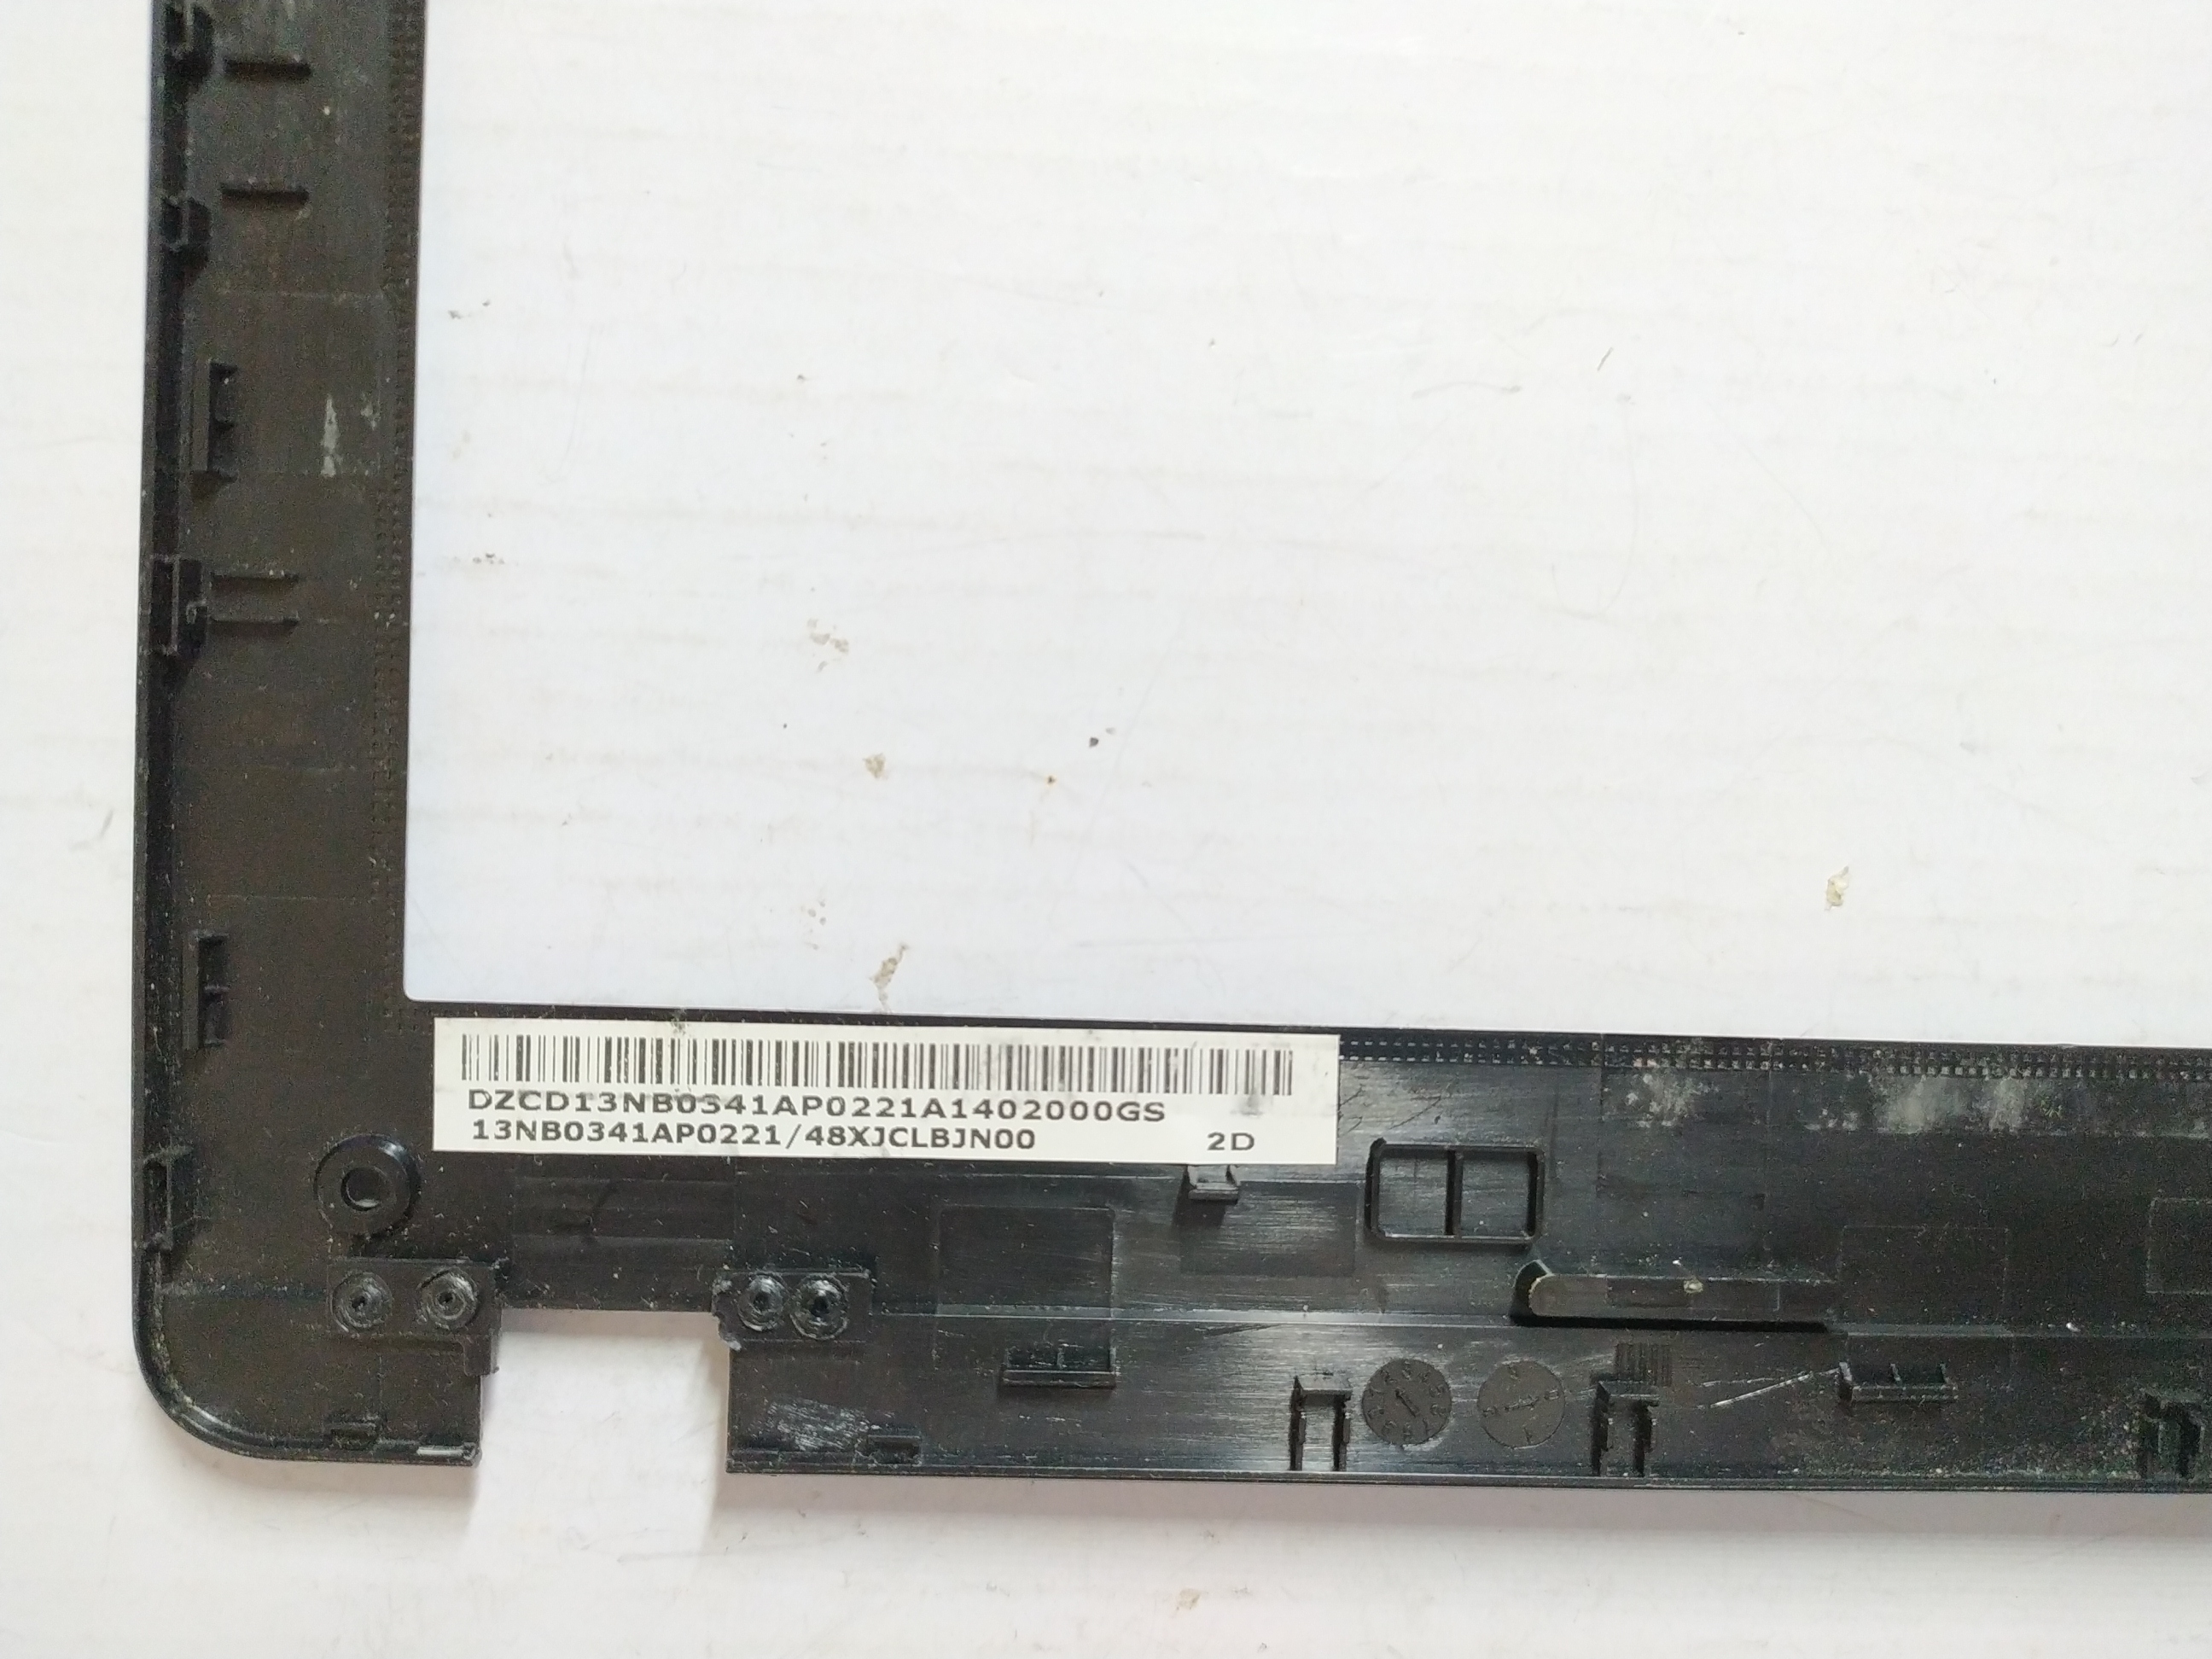 DZCD13NB0341AP0221A1402000GS
13NB0341AP0221/48XJCLBJN00 2D